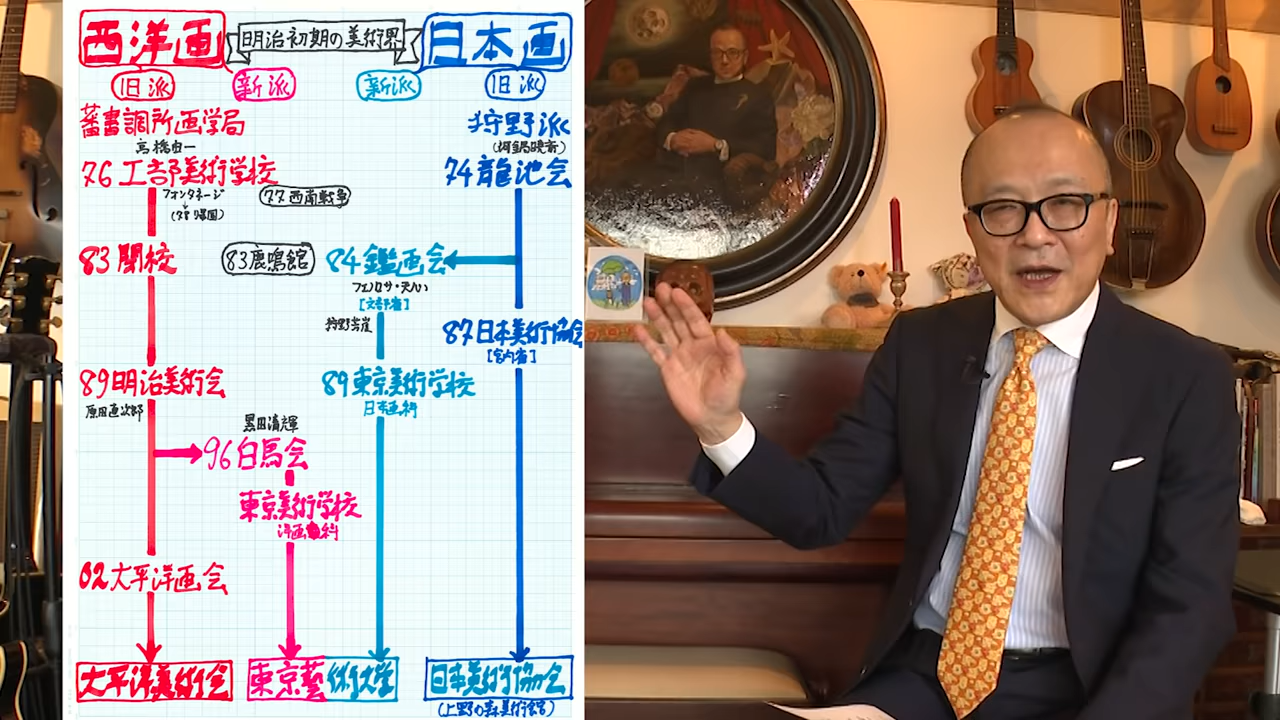 西洋画
明治初期の美術界
日本画
旧派
新派
新派
旧派
蕃書調所画学局
高橋由一
狩野派
(河鍋暁斎)
76工部美術学校
フォンタネージ
↓
(78帰国)
77西南戦争
74龍池会
83閉校
83鹿鳴館
84鑑画会
フェノロサ・天心
[文部省]
狩野芳崖
87日本美術協会
[宮内省]
89明治美術会
原田直次郎
89東京美術学校
日本画科
黒田清輝
96白馬会
東京美術学校
洋画科
02太平洋画会
太平洋美術会
東京藝術大学
日本美術協会
(上野の森美術館)